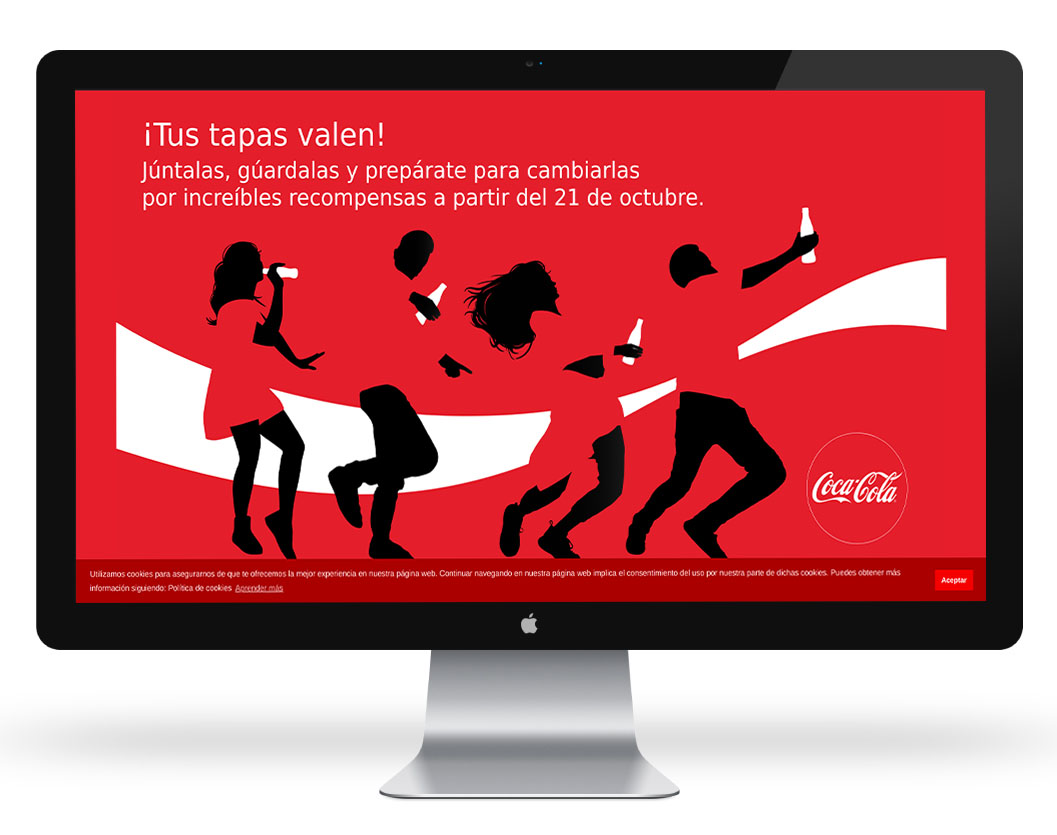 ¡Tus tapas valen!
Júntalas, gúardalas y prepárate para cambiarlas
por increíbles recompensas a partir del 21 de octubre.
Coca-Cola
Utilizamos cookies para asegurarnos de que te ofrecemos la mejor experiencia en nuestra página web. Continuar navegando en nuestra página web implica el consentimiento del uso por nuestra parte de dichas cookies. Puedes obtener más
información siguiendo: Política de cookies. Aprender más
Aceptar